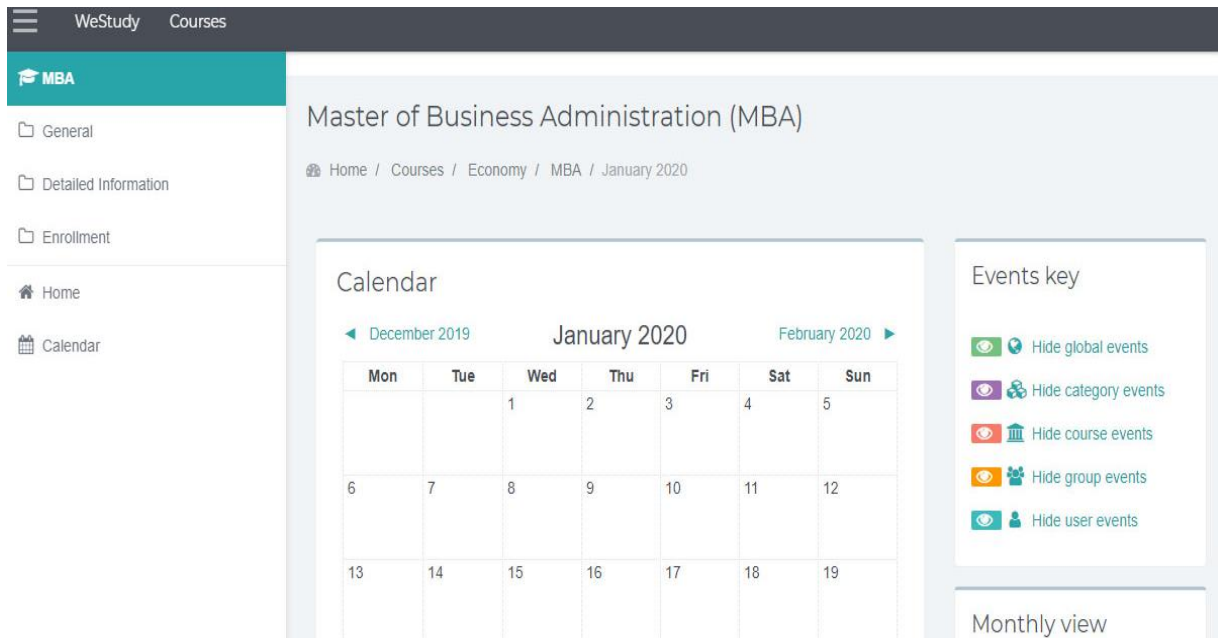 WeStudy Courses
MBA
General
Detailed Information
Enrollment
Home
Calendar
Master of Business Administration (MBA)
Home / Courses / Economy / MBA / January 2020
Calendar
December 2019 January 2020 February 2020
Mon Tue Wed Thu Fri Sat Sun
1 2 3 4 5
6 7 8 9 10 11 12
13 14 15 16 17 18 19
Events key
Hide global events
Hide category events
Hide course events
Hide group events
Hide user events
Monthly view